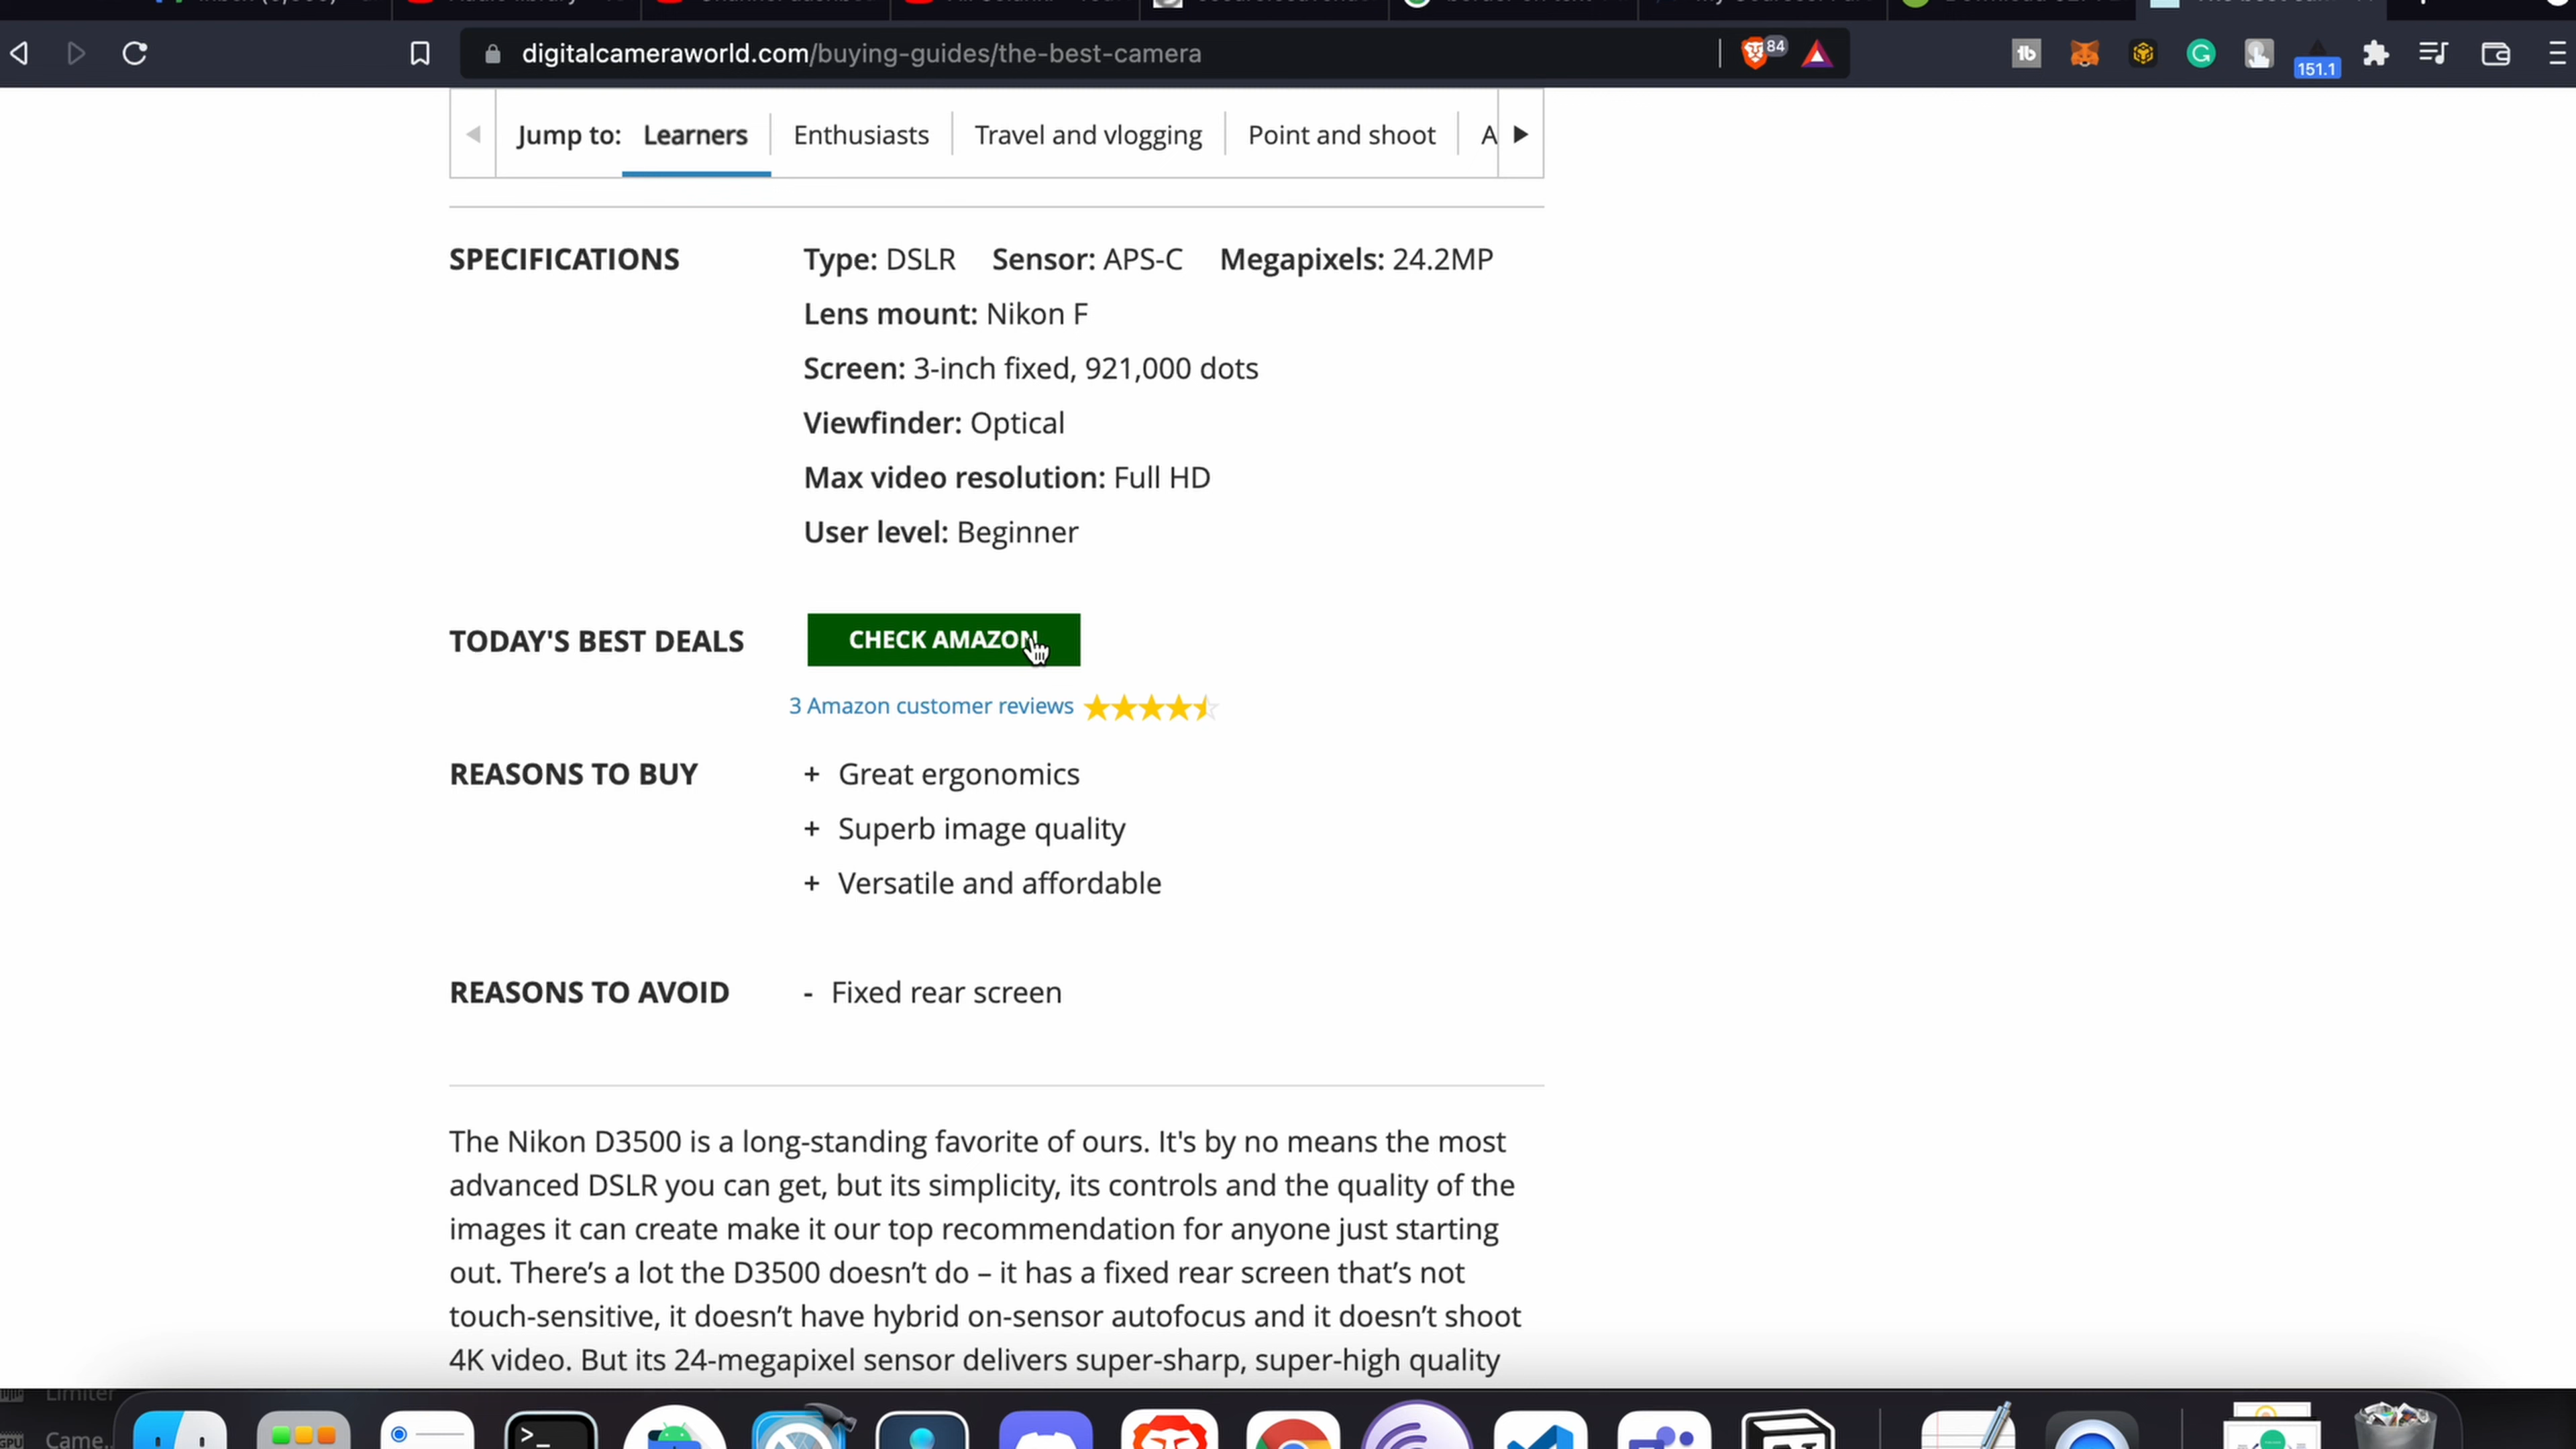 digitalcameraworld.com/buying-guides/the-best-camera
84
151.1
Jump to: Learners Enthusiasts Travel and vlogging Point and shoot A
SPECIFICATIONS Type: DSLR Sensor: APS-C Megapixels: 24.2MP
Lens mount: Nikon F
Screen: 3-inch fixed, 921,000 dots
Viewfinder: Optical
Max video resolution: Full HD
User level: Beginner
TODAY'S BEST DEALS CHECK AMAZON
3 Amazon customer reviews
REASONS TO BUY + Great ergonomics
+ Superb image quality
+ Versatile and affordable
REASONS TO AVOID - Fixed rear screen
The Nikon D3500 is a long-standing favorite of ours. It's by no means the most
advanced DSLR you can get, but its simplicity, its controls and the quality of the
images it can create make it our top recommendation for anyone just starting
out. There's a lot the D3500 doesn't do – it has a fixed rear screen that's not
touch-sensitive, it doesn't have hybrid on-sensor autofocus and it doesn't shoot
4K video. But its 24-megapixel sensor delivers super-sharp, super-high quality
Limiter
Came..